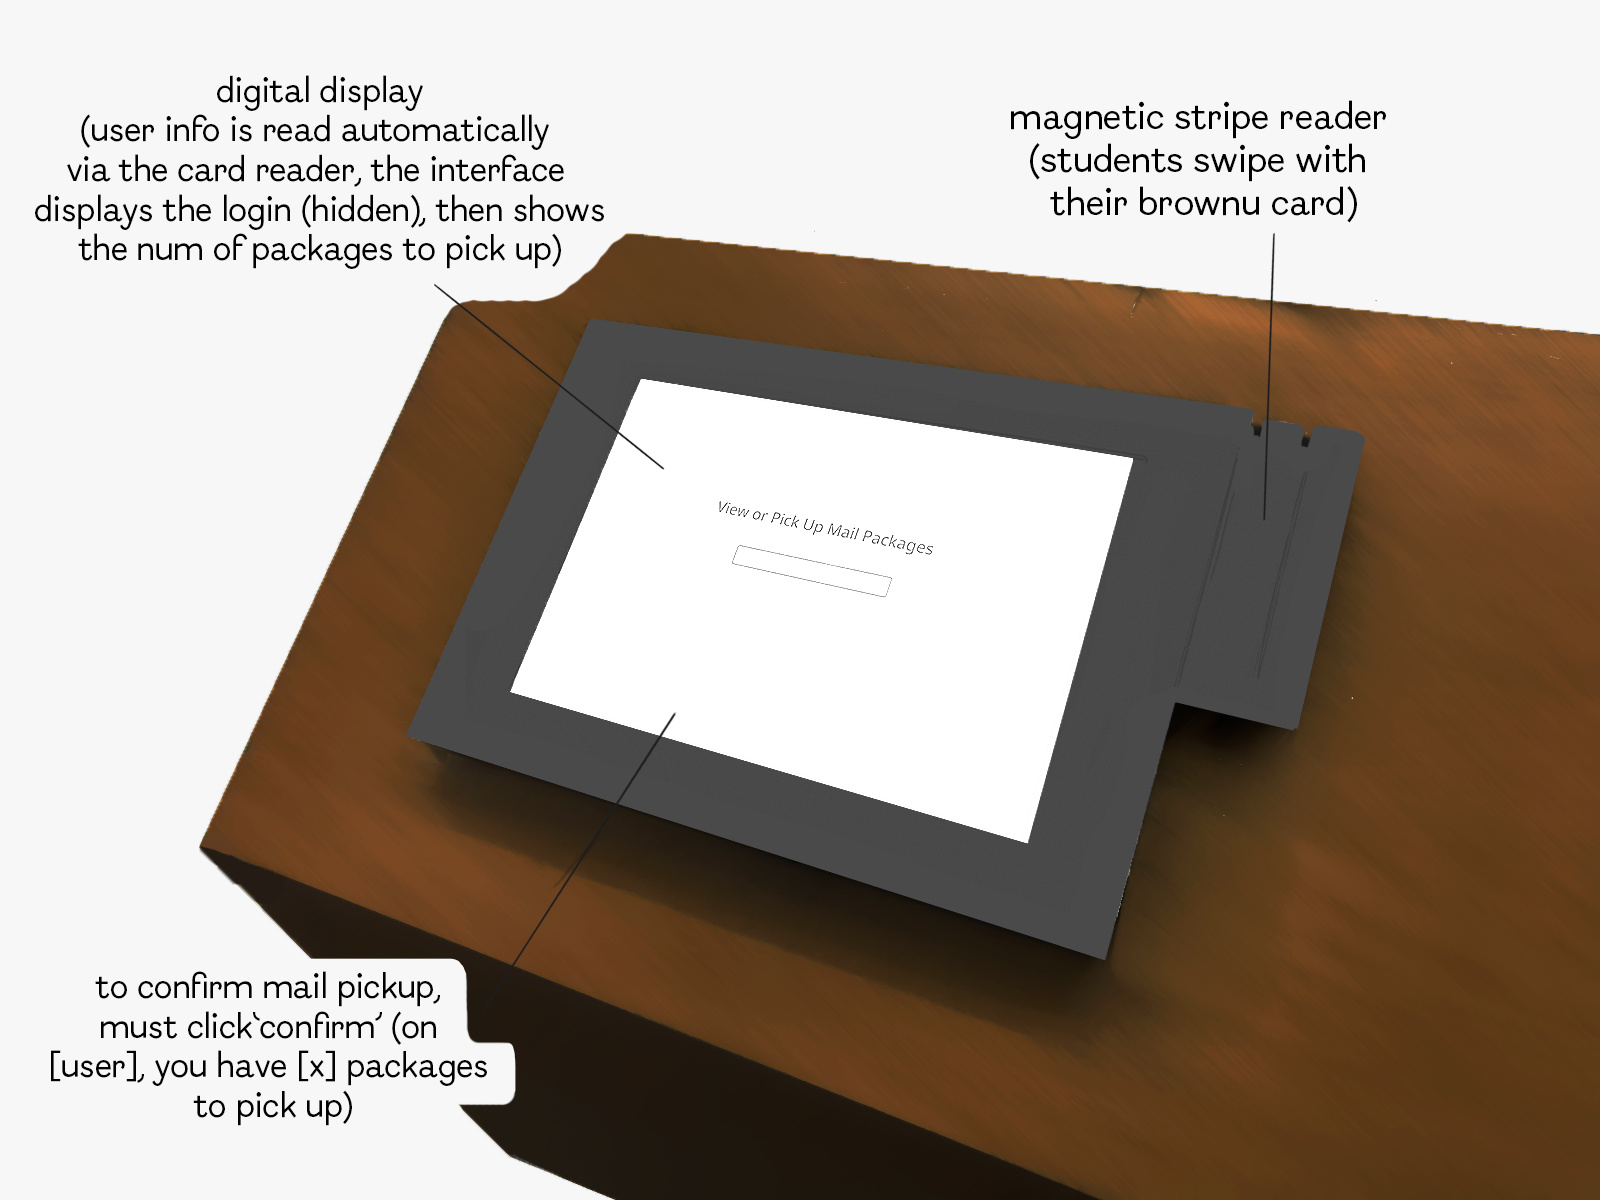 digital display
(user info is read automatically
via the card reader, the interface
displays the login (hidden), then shows
the num of packages to pick up)
magnetic stripe reader
(students swipe with
their brownu card)
View or Pick Up Mail Packages
to confirm mail pickup,
must click‘confirm’ (on
[user], you have [x] packages
to pick up)